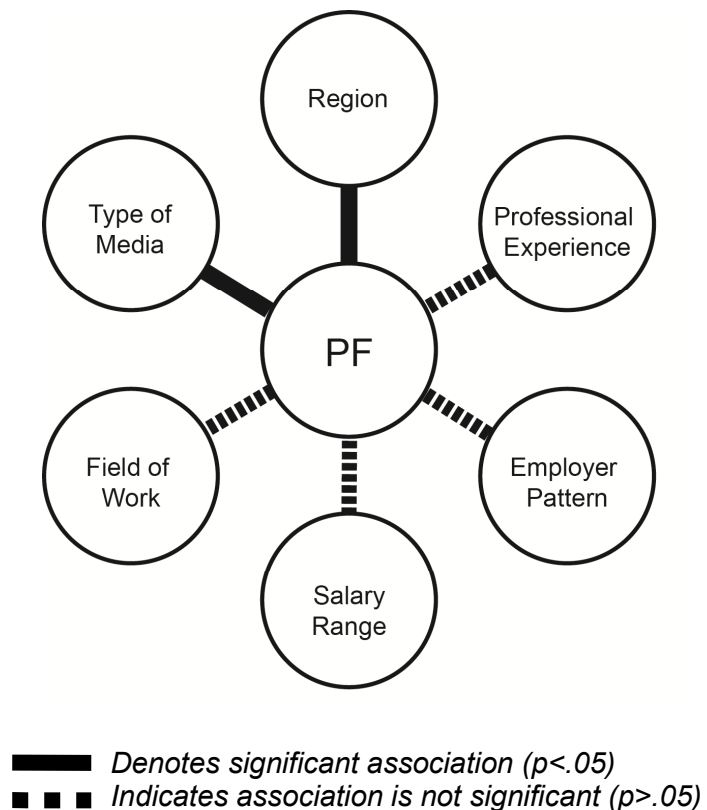 Region
Type of
Media
Professional
Experience
PF
Field of
Work
Employer
Pattern
Salary
Range
Denotes significant association (p<.05)
Indicates association is not significant (p>.05)